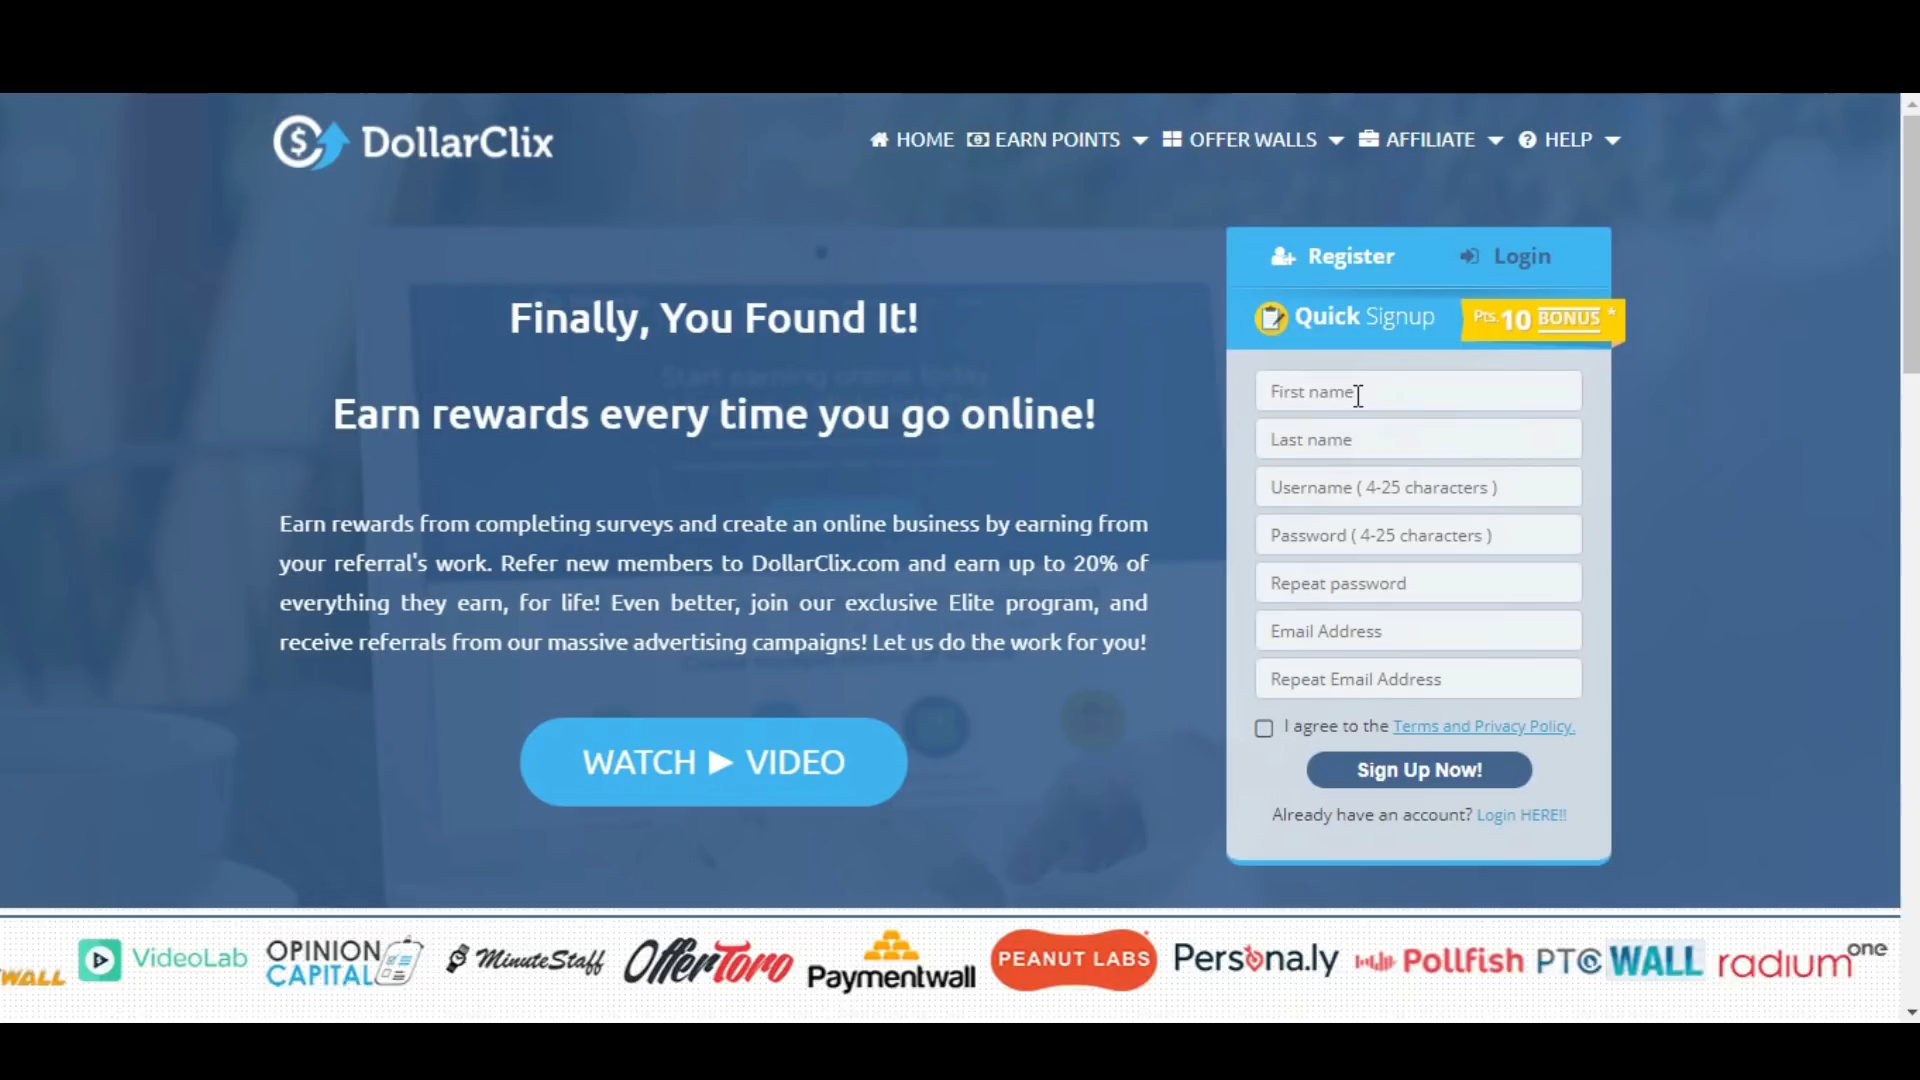 DollarClix
HOME EARN POINTS OFFER WALLS AFFILIATE HELP
Finally, You Found It!
Earn rewards every time you go online!
Earn rewards from completing surveys and create an online business by earning from
your referral's work. Refer new members to DollarClix.com and earn up to 20% of
everything they earn, for life! Even better, join our exclusive Elite program, and
receive referrals from our massive advertising campaigns! Let us do the work for you!
WATCH ▶ VIDEO
Register Login
Quick Signup Pts. 10 BONUS *
First name
Last name
Username ( 4-25 characters )
Password ( 4-25 characters )
Repeat password
Email Address
Repeat Email Address
I agree to the Terms and Privacy Policy.
Sign Up Now!
Already have an account? Login HERE!!
WALL VideoLab OPINION CAPITAL MinuteStaff OfferToro Paymentwall PEANUT LABS Persona.ly Pollfish PTC WALL radiumone